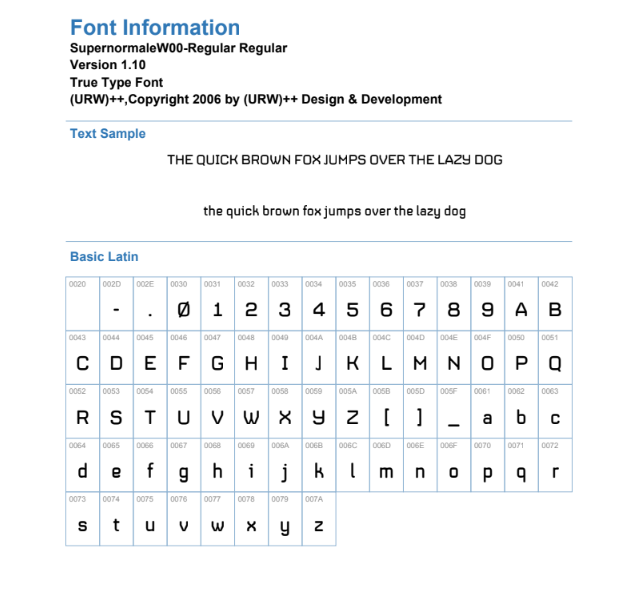 Font Information
SupernormaleW00-Regular Regular
Version 1.10
True Type Font
(URW)++,Copyright 2006 by (URW)++ Design & Development
Text Sample
THE QUICK BROWN FOX JUMPS OVER THE LAZY DOG
the quick brown fox jumps over the lazy dog
Basic Latin
0020 002D 002E 0030 0031 0032 0033 0034 0035 0036 0037 0038 0039 0041 0042
- . 0 1 2 3 4 5 6 7 8 9 A B
0043 0044 0045 0046 0047 0048 0049 004A 004B 004C 004D 004E 004F 0050 0051
C D E F G H I J K L M N O P Q
0052 0053 0054 0055 0056 0057 0058 0059 005A 005B 005D 005F 0061 0062 0063
R S T U V W X Y Z [ ] _ a b c
0064 0065 0066 0067 0068 0069 006A 006B 006C 006D 006E 006F 0070 0071 0072
d e f g h i j k l m n o p q r
0073 0074 0075 0076 0077 0078 0079 007A
s t u v w x y z